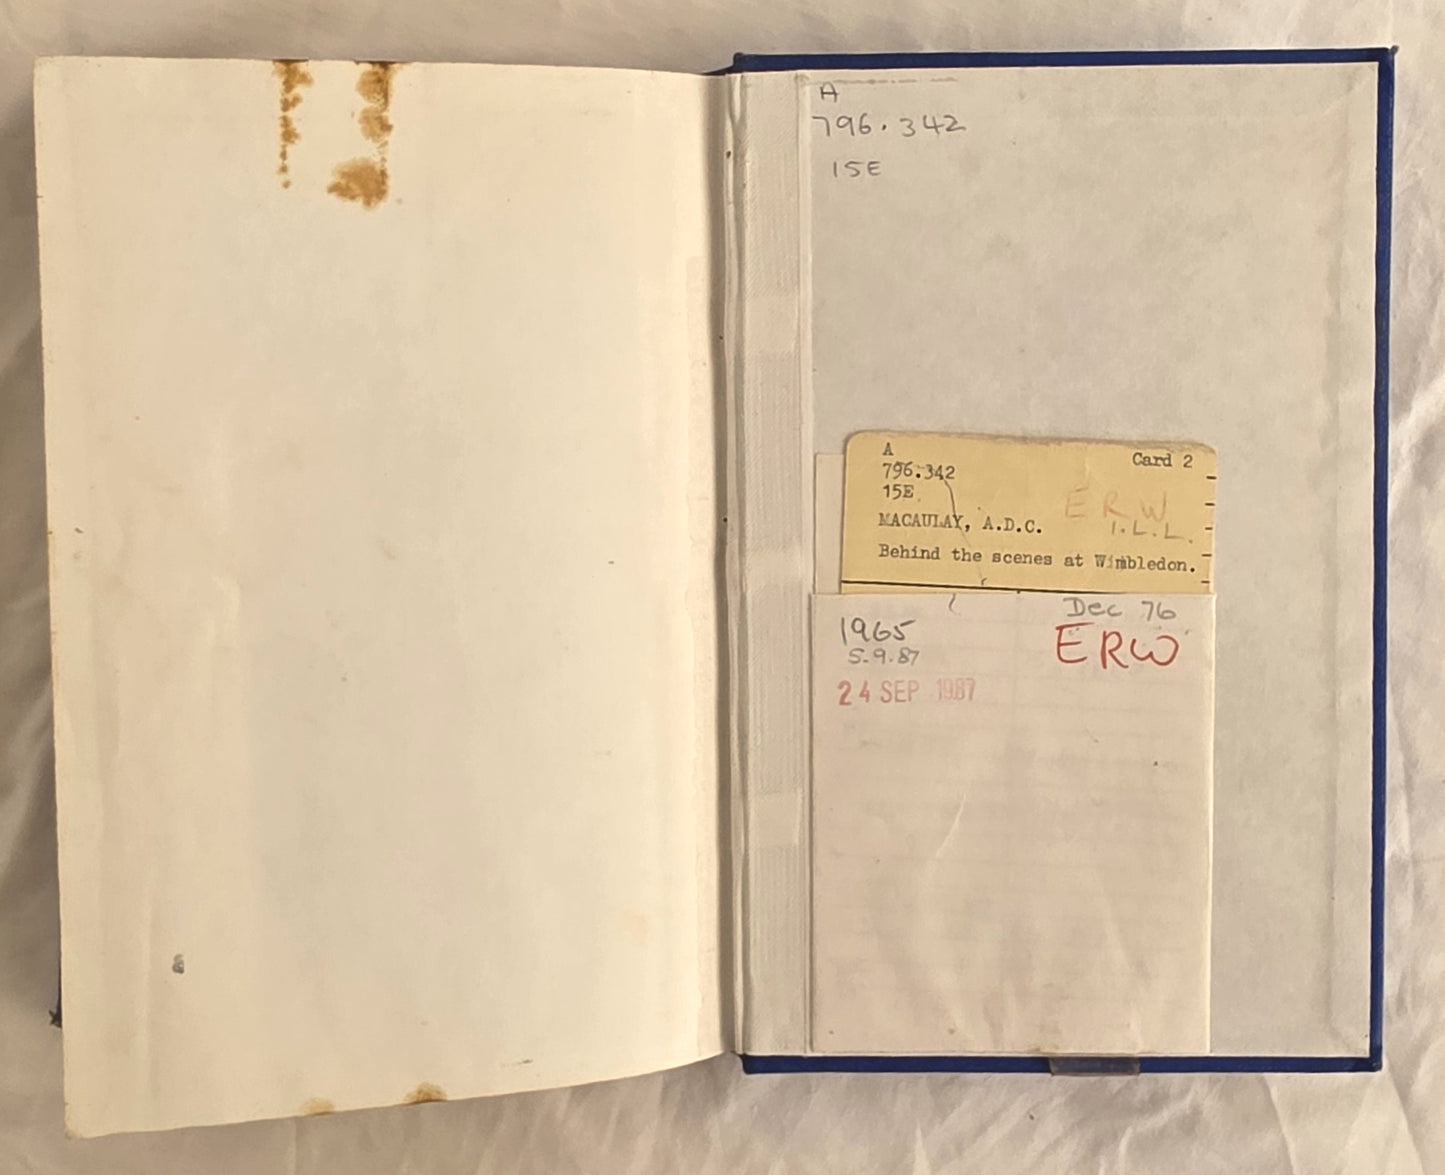 A
796.342
15E
A
Card 2
796.342
15E
ERW
MACAULAY, A.D.C.
I.L.L.
Behind the scenes at Wimbledon.
Dec 76
1965
ERW
5.9.87
24 SEP 1987